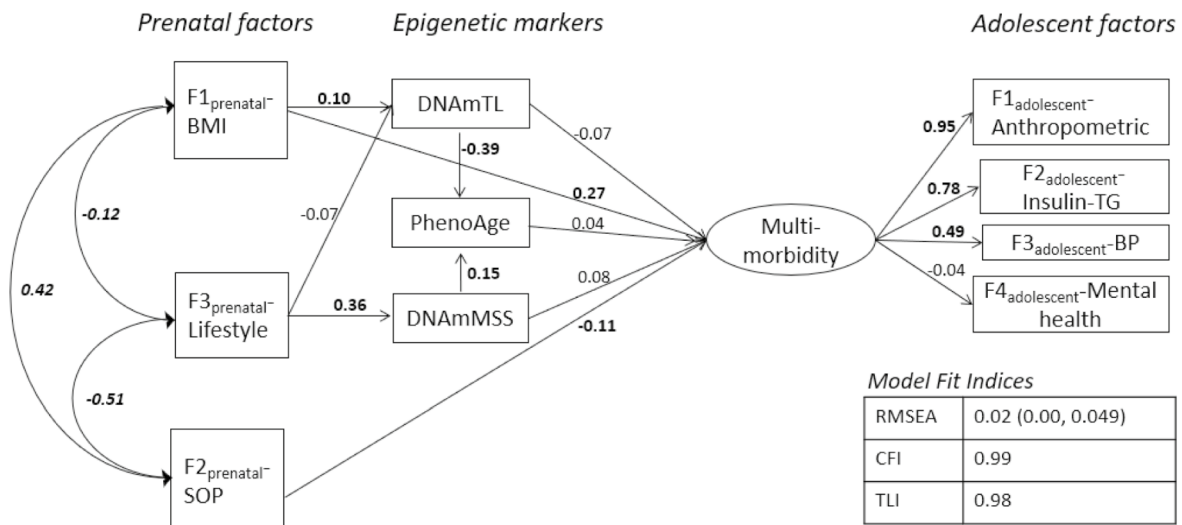 Prenatal factors
Epigenetic markers
Adolescent factors
F1prenatal-
BMI
0.10
DNAmTL
-0.07
F1adolescent-
Anthropometric
0.95
-0.39
-0.12
-0.07
0.27
PhenoAge
0.04
Multi-
morbidity
0.78
F2adolescent-
Insulin-TG
0.49
F3adolescent-BP
-0.04
F4adolescent-Mental
health
0.42
F3prenatal-
Lifestyle
0.36
0.15
DNAmMSS
0.08
-0.11
-0.51
F2prenatal-
SOP
Model Fit Indices
RMSEA 0.02 (0.00, 0.049)
CFI 0.99
TLI 0.98